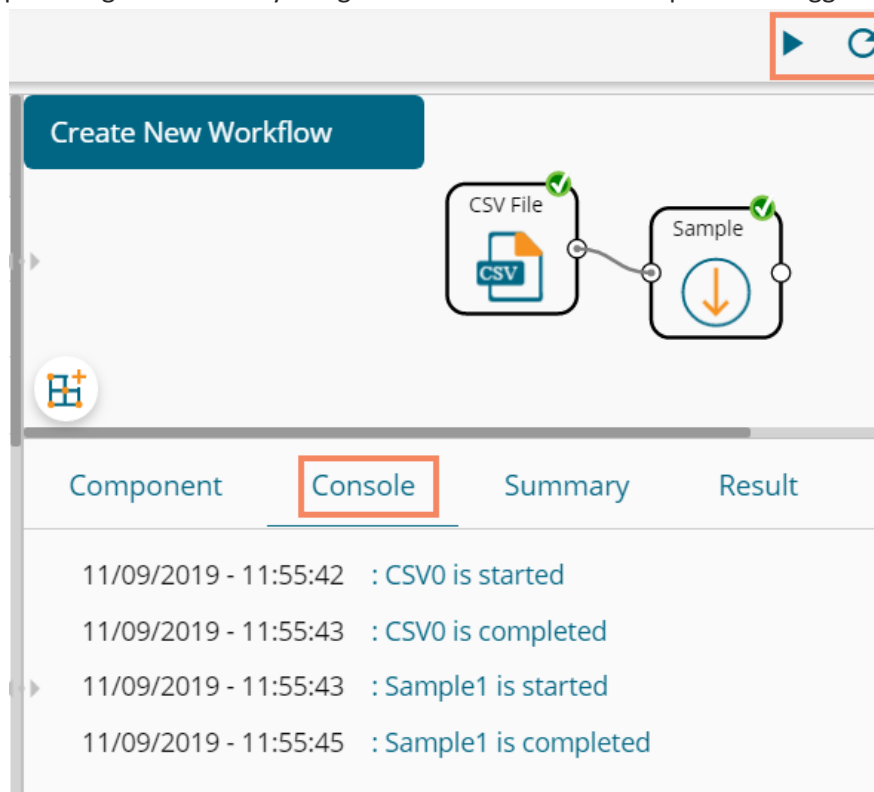 Create New Workflow
CSV File
CSV
Sample
Component Console Summary Result
11/09/2019 - 11:55:42 : CSV0 is started
11/09/2019 - 11:55:43 : CSV0 is completed
11/09/2019 - 11:55:43 : Sample1 is started
11/09/2019 - 11:55:45 : Sample1 is completed